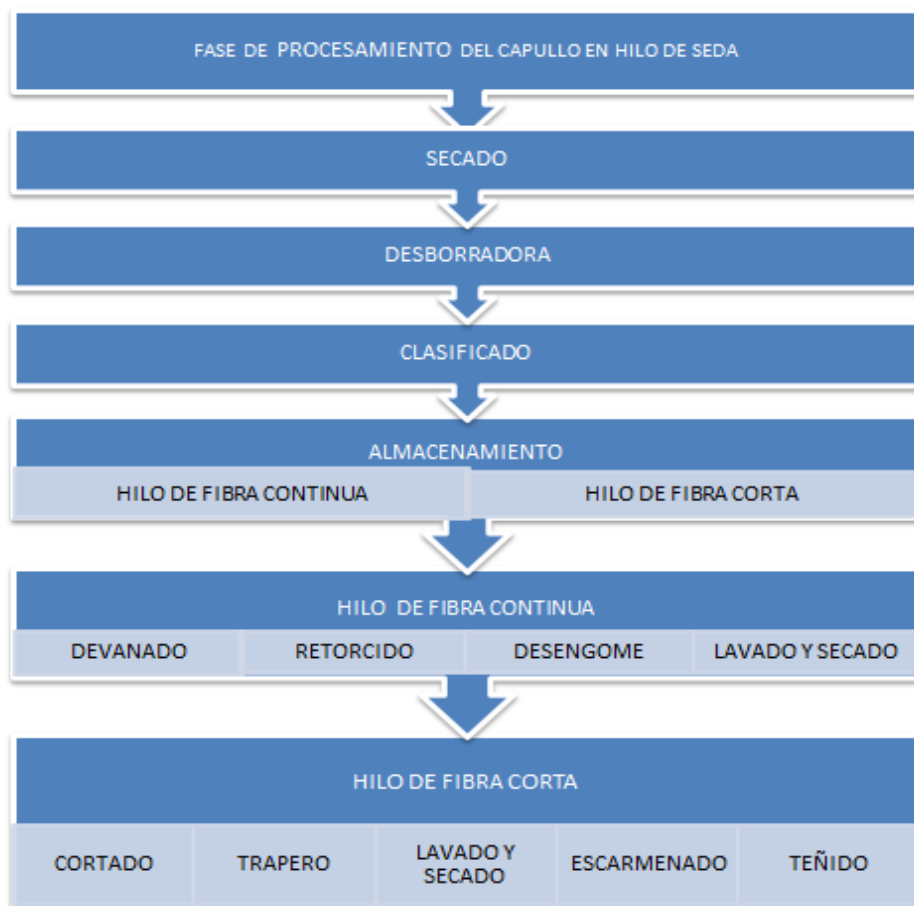 FASE DE PROCESAMIENTO DEL CAPULLO EN HILO DE SEDA
SECADO
DESBORRADORA
CLASIFICADO
ALMACENAMIENTO
HILO DE FIBRA CONTINUA
HILO DE FIBRA CORTA
HILO DE FIBRA CONTINUA
DEVANADO
RETORCIDO
DESENGOME
LAVADO Y SECADO
HILO DE FIBRA CORTA
CORTADO
TRAPERO
LAVADO Y
SECADO
ESCARMENADO
TEÑIDO